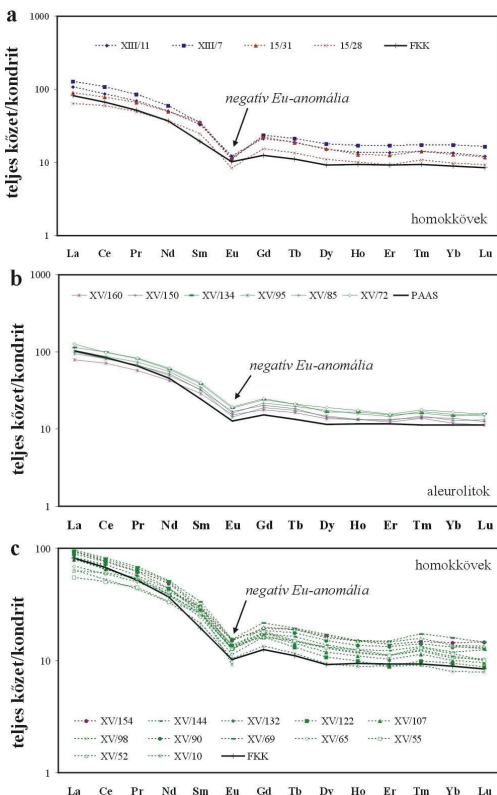 a
1000
XIII/11 XIII/7 15/31 15/28 FKK
100
negatív Eu-anomália
10
homokkövek
1
teljes kőzet/kondrit
La Ce Pr Nd Sm Eu Gd Tb Dy Ho Er Tm Yb Lu
b
1000
XV/160 XV/150 XV/134 XV/95 XV/85 XV/72 PAAS
100
negatív Eu-anomália
10
aleurolitok
1
teljes kőzet/kondrit
La Ce Pr Nd Sm Eu Gd Tb Dy Ho Er Tm Yb Lu
c
100
homokkövek
negatív Eu-anomália
10
XV/154 XV/144 XV/132 XV/122 XV/107
XV/98 XV/90 XV/69 XV/65 XV/55
XV/52 XV/10 FKK
1
teljes kőzet/kondrit
La Ce Pr Nd Sm Eu Gd Tb Dy Ho Er Tm Yb Lu